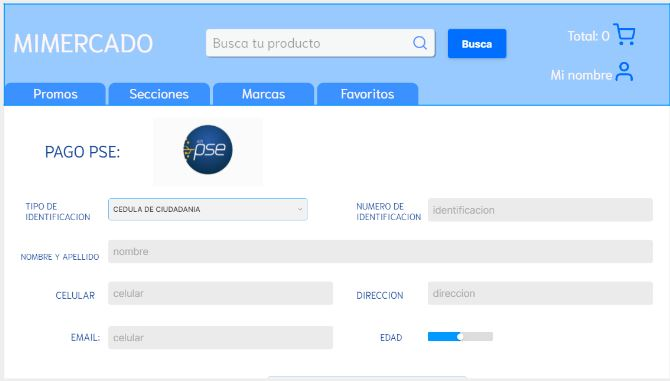 MIMERCADO
Busca tu producto
Busca
Total: 0
Mi nombre
Promos
Secciones
Marcas
Favoritos
PAGO PSE:
pse
TIPO DE
IDENTIFICACION
CEDULA DE CIUDADANIA
NUMERO DE
IDENTIFICACION
identificacion
NOMBRE Y APELLIDO
nombre
CELULAR
celular
DIRECCION
direccion
EMAIL:
celular
EDAD